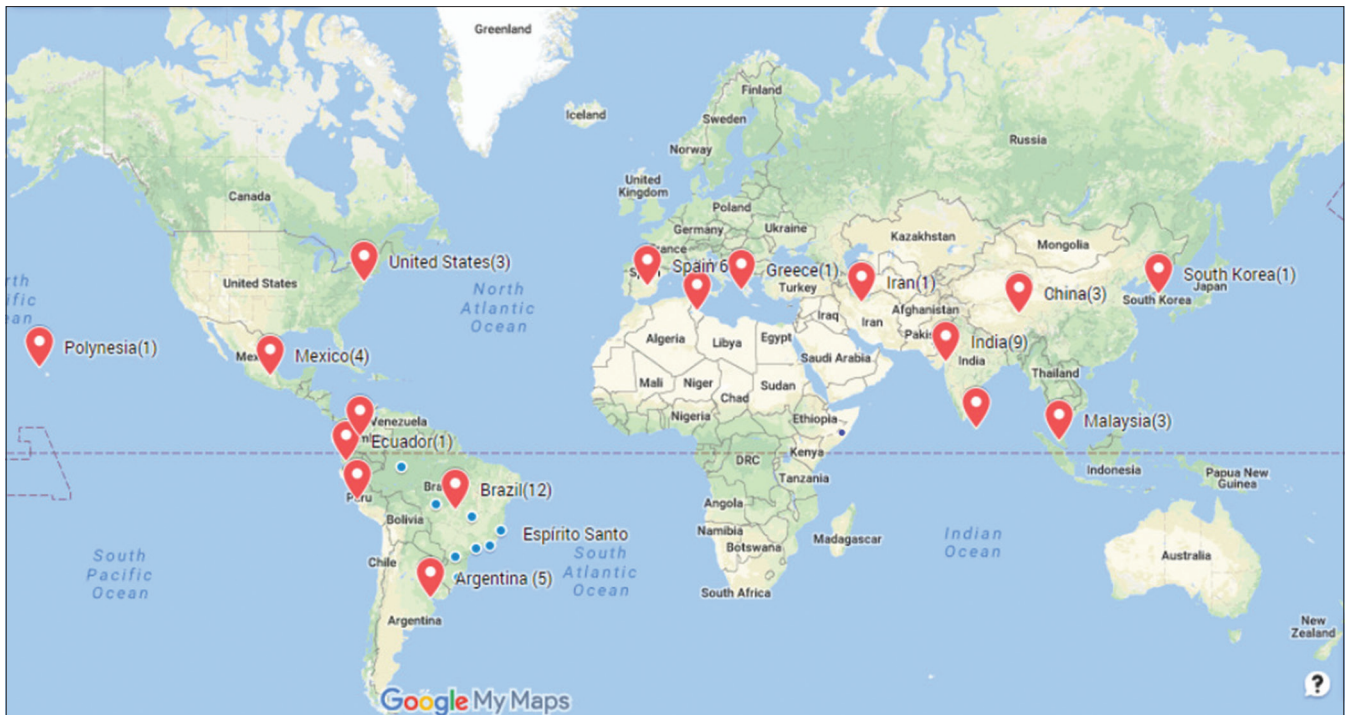 Greenland
Iceland
Finland
Sweden
Norway
Russia
Canada
United
Kingdom
Poland
Germany
Ukraine
Kazakhstan
Mongolia
United States(3)
United States
North
Atlantic
Ocean
France
Spain 6
Greece(1)
Turkey
Iran(1)
China(3)
South Korea(1)
Japan
South Korea
Iraq
Iran
Afghanistan
Polynesia(1)
Mexico(4)
Algeria
Libya
Egypt
Saudi Arabia
India(9)
India
Mali
Niger
Chad
Sudan
Thailand
Venezuela
Nigeria
Ethiopia
Malaysia(3)
Ecuador(1)
DRC
Kenya
Tanzania
Indonesia
Papua New
Guinea
Peru
Brazil(12)
Bolivia
Angola
Namibia
Botswana
Madagascar
Espírito Santo
South
Pacific
Ocean
Chile
Argentina (5)
South
Atlantic
Ocean
Indian
Ocean
Australia
South Africa
Argentina
New
Zealand
Google My Maps
?